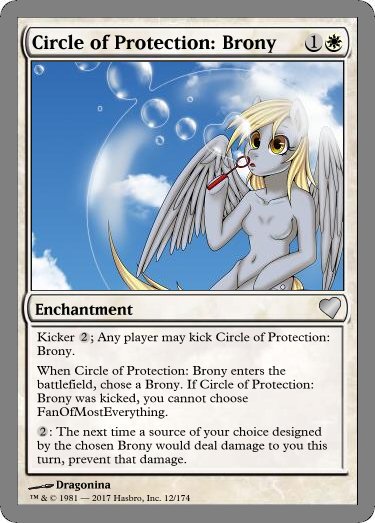 Circle of Protection: Brony 1
Enchantment
Kicker 2; Any player may kick Circle of Protection:
Brony.
When Circle of Protection: Brony enters the
battlefield, chose a Brony. If Circle of Protection:
Brony was kicked, you cannot choose
FanOfMostEverything.
2: The next time a source of your choice designed
by the chosen Brony would deal damage to you this
turn, prevent that damage.
Dragonina
™ & © 1981 — 2017 Hasbro, Inc. 12/174